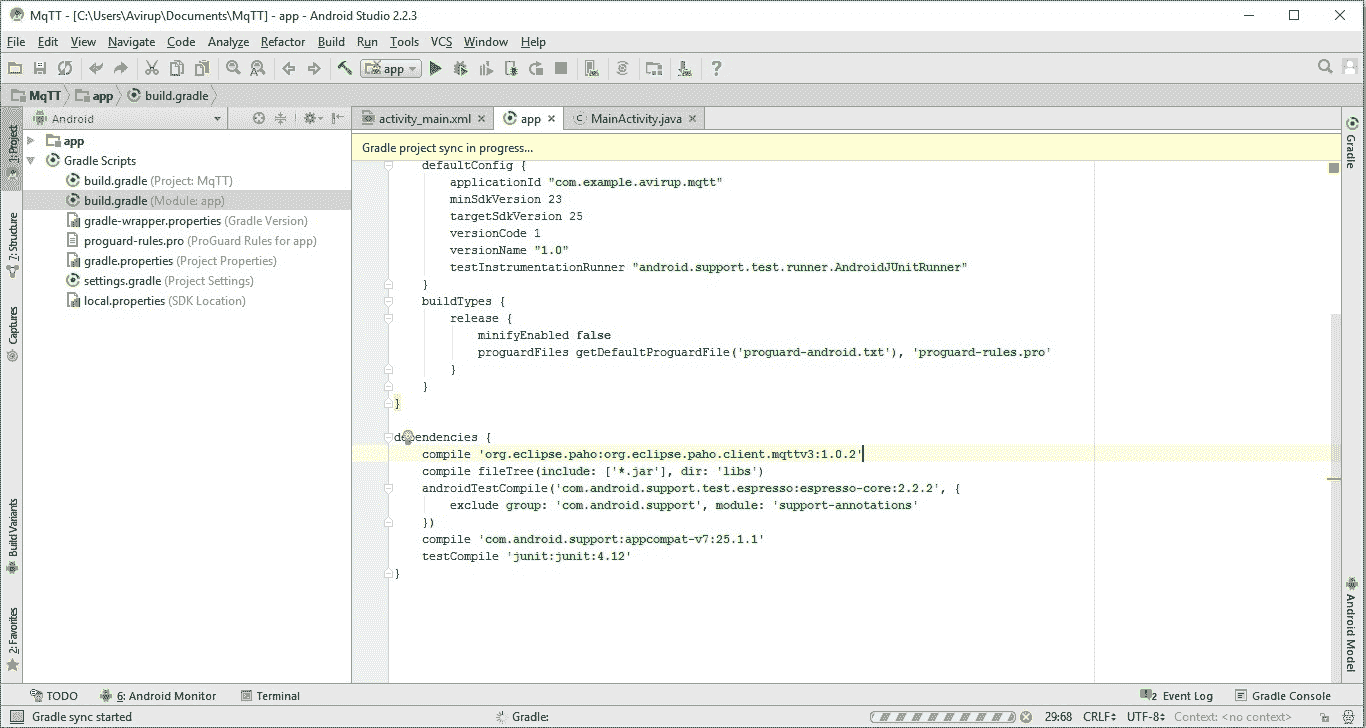 MqTT - [C:\Users\Avirup\Documents\MqTT] - app - Android Studio 2.2.3
File Edit View Navigate Code Analyze Refactor Build Run Tools VCS Window Help
app
MqTT app build.gradle
Android
activity_main.xml app MainActivity.java
1: Project
7: Structure
Captures
Build Variants
2: Favorites
app
Gradle Scripts
build.gradle (Project: MqTT)
build.gradle (Module: app)
gradle-wrapper.properties (Gradle Version)
proguard-rules.pro (ProGuard Rules for app)
gradle.properties (Project Properties)
settings.gradle (Project Settings)
local.properties (SDK Location)
Gradle project sync in progress...
defaultConfig {
applicationId "com.example.avirup.mqtt"
minSdkVersion 23
targetSdkVersion 25
versionCode 1
versionName "1.0"
testInstrumentationRunner "android.support.test.runner.AndroidJUnitRunner"
}
buildTypes {
release {
minifyEnabled false
proguardFiles getDefaultProguardFile('proguard-android.txt'), 'proguard-rules.pro'
}
}
}
dependencies {
compile 'org.eclipse.paho:org.eclipse.paho.client.mqttv3:1.0.2'
compile fileTree(include: ['*.jar'], dir: 'libs')
androidTestCompile('com.android.support.test.espresso:espresso-core:2.2.2', {
exclude group: 'com.android.support', module: 'support-annotations'
})
compile 'com.android.support:appcompat-v7:25.1.1'
testCompile 'junit:junit:4.12'
}
Gradle
Android Model
TODO 6: Android Monitor Terminal 2 Event Log Gradle Console
Gradle sync started Gradle: 29:68 CRLF UTF-8 Context: <no context>